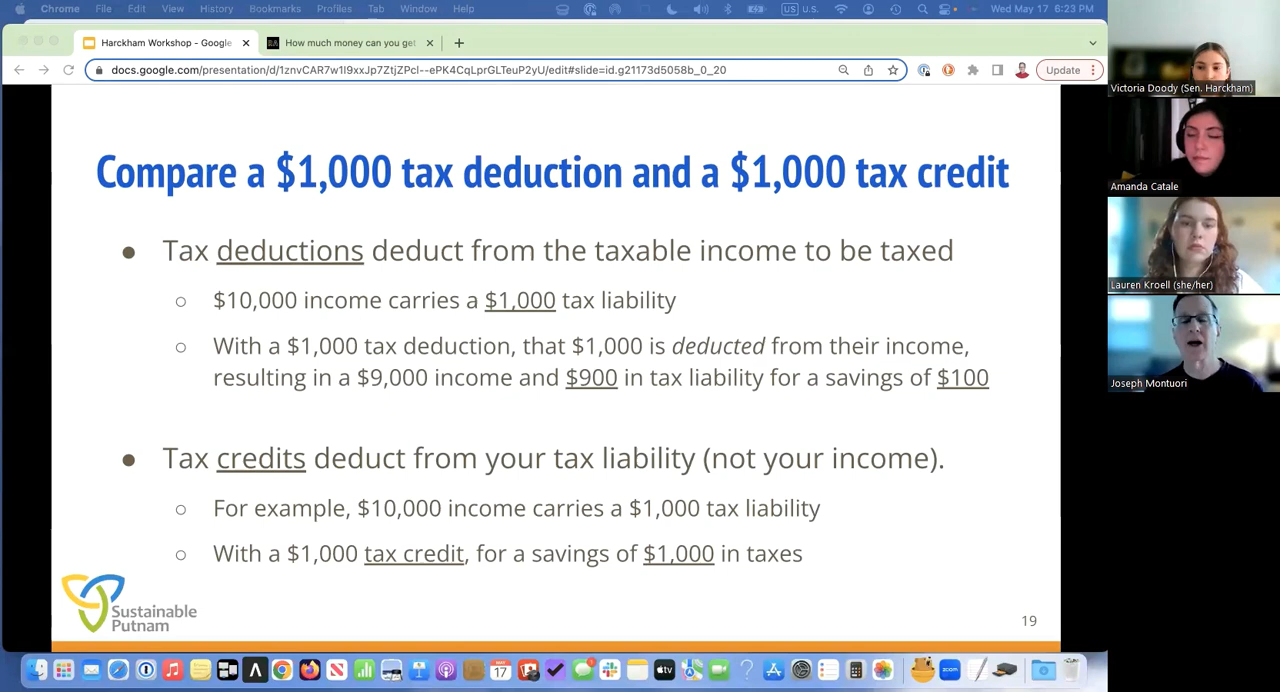 Chrome File Edit View History Bookmarks Profiles Tab Window Help US U.S. Wed May 17 6:23 PM
Harckham Workshop - Google
How much money can you get
docs.google.com/presentation/d/1znvCAR7w1I9xxJp7ZtjZPcl--ePK4CqLprGLTeuP2yU/edit#slide=id.g21173d5058b_0_20
Update
Compare a $1,000 tax deduction and a $1,000 tax credit
● Tax deductions deduct from the taxable income to be taxed
○ $10,000 income carries a $1,000 tax liability
○ With a $1,000 tax deduction, that $1,000 is deducted from their income,
resulting in a $9,000 income and $900 in tax liability for a savings of $100
● Tax credits deduct from your tax liability (not your income).
○ For example, $10,000 income carries a $1,000 tax liability
○ With a $1,000 tax credit, for a savings of $1,000 in taxes
Sustainable
Putnam
19
Victoria Doody (Sen. Harckham)
Amanda Catale
Lauren Kroell (she/her)
Joseph Montuori
MAY
17
tv
zoom